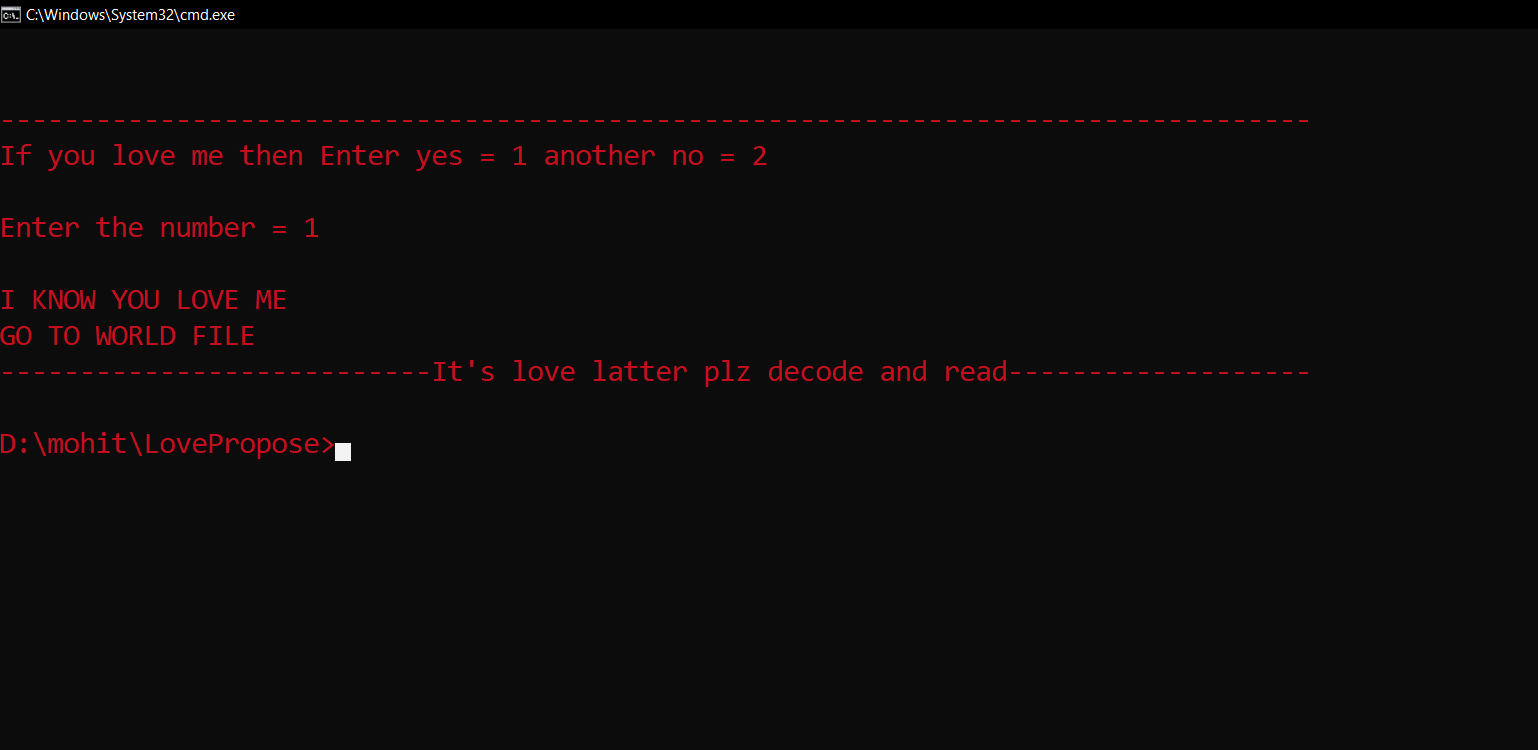 C:\Windows\System32\cmd.exe
----------------------------------------------------------------------------------
If you love me then Enter yes = 1 another no = 2
Enter the number = 1
I KNOW YOU LOVE ME
GO TO WORLD FILE
---------------------------It's love latter plz decode and read-------------------
D:\mohit\LovePropose>